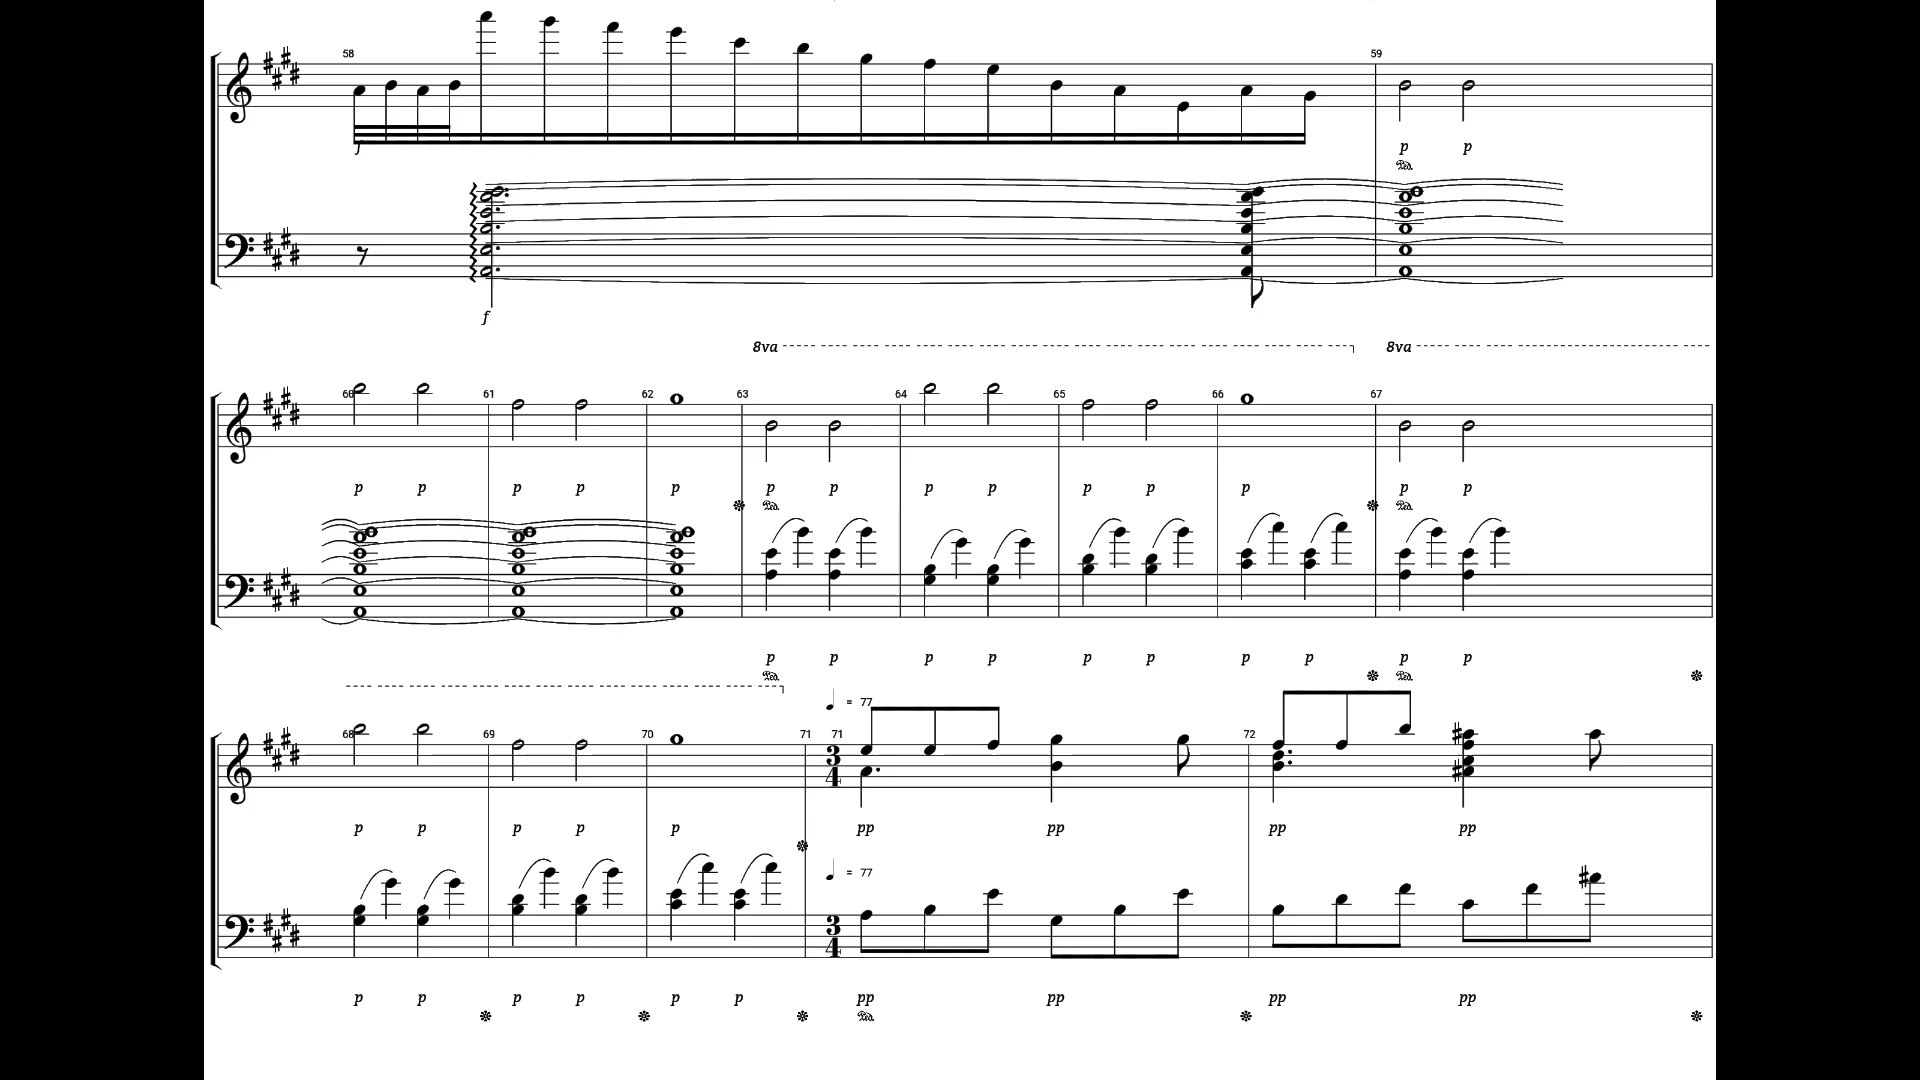 58 59
f
p p
f
8va 8va
60 61 62 63 64 65 66 67
p p p p p p p p p p p p p p
p p p p p p p p p p
= 77
68 69 70 71 71 72
p p p p p pp pp pp pp
= 77
3 4
3 4
p p p p p p pp pp pp pp